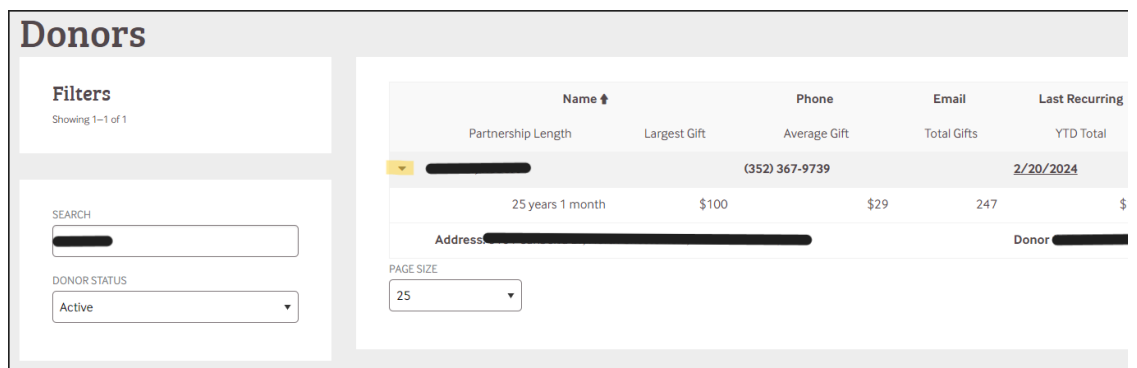 Donors
Filters
Showing 1–1 of 1
SEARCH
DONOR STATUS
Active
Name Phone Email Last Recurring
Partnership Length Largest Gift Average Gift Total Gifts YTD Total
(352) 367-9739 2/20/2024
25 years 1 month $100 $29 247 $
Address: Donor
PAGE SIZE
25